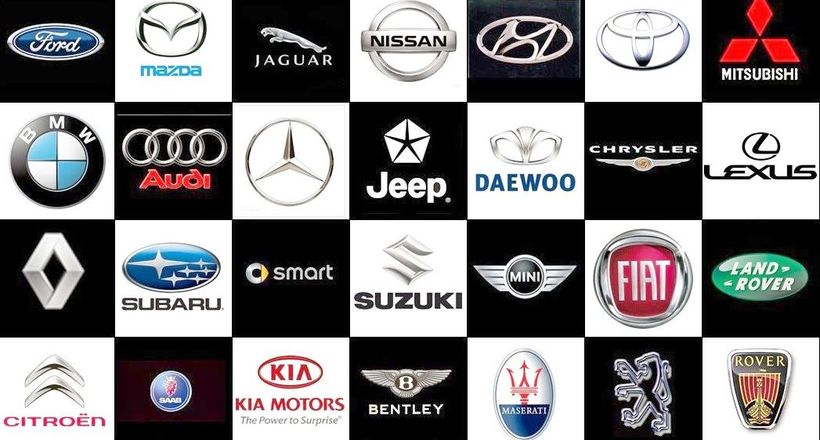 Ford
mazda
JAGUAR
NISSAN
MITSUBISHI
BMW
Audi
Jeep®
DAEWOO
CHRYSLER
LEXUS
SUBARU
smart
SUZUKI
MINI
FIAT
LAND-
-ROVER
CITROËN
SAAB
KIA
KIA MOTORS
The Power to Surprise™
B
BENTLEY
MASERATI
ROVER